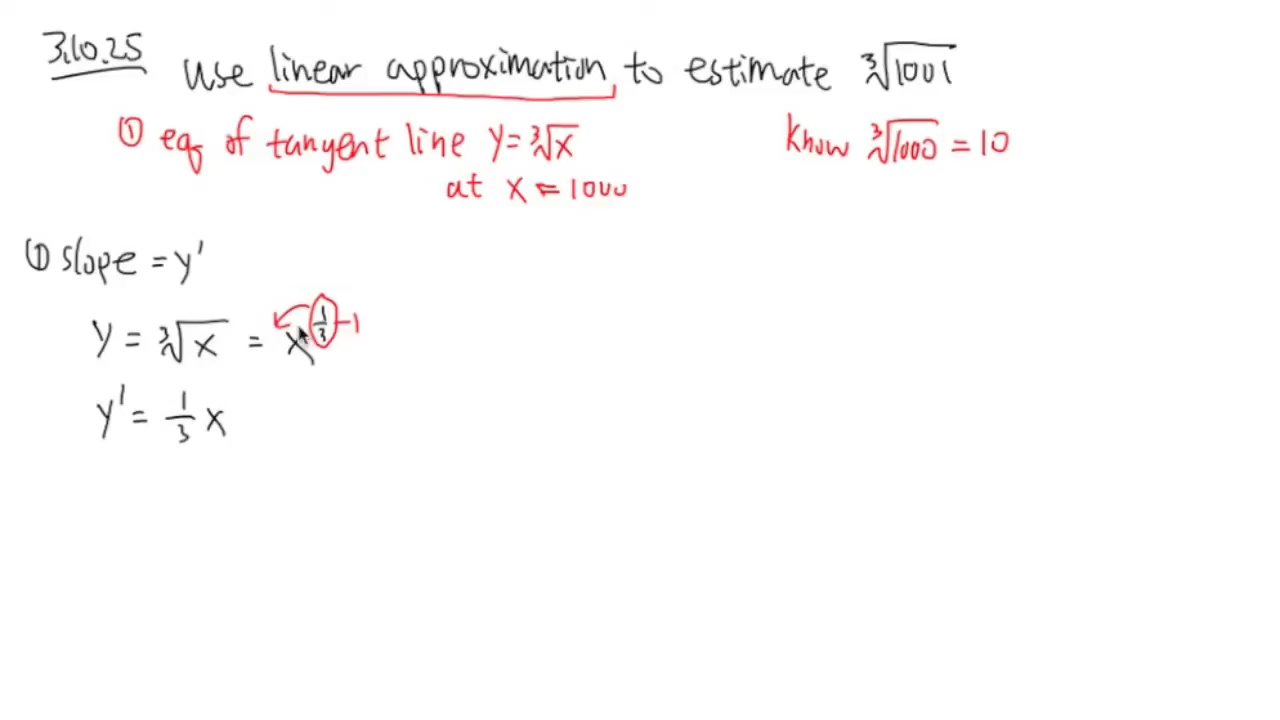 3.10.25 Use linear approximation to estimate ∛1001
① eq of tangent line y=∛x know ∛1000 = 10
at x = 1000
① slope = y'
y = ∛x = x^(1/3) -1
y' = 1/3 x